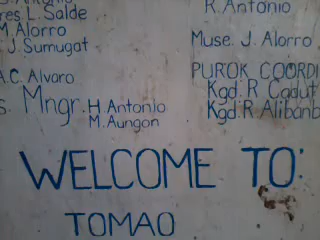 R. Antonio
res L. Salde
M. Alorro
J. Sumugat
Muse. J. Alorro
A.C. Alvaro
PUROK COORDI
Kgd. R Cadut
s. Mngr. H Antonio
Kgd. R Alibanb
M. Aungon
WELCOME TO:
TOMAO